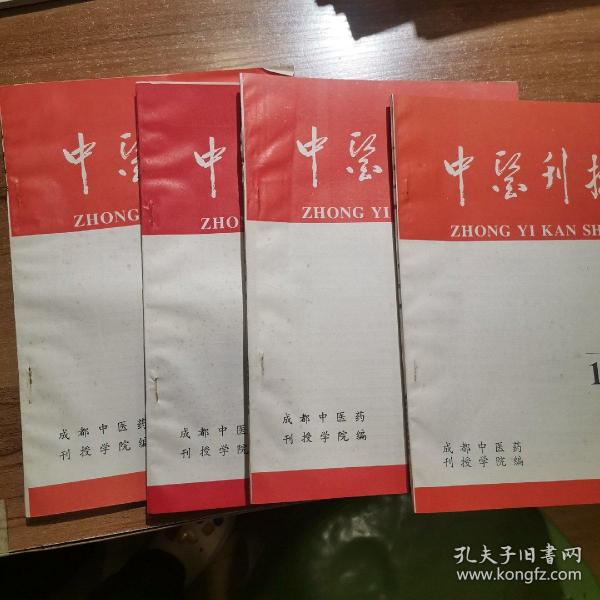 中医
ZHONG
成都中医药
刊授学院编
中
ZHO
成都中医
刊授学院
中医
ZHONG YI
成都中医药
刊授学院编
中医刊授
ZHONG YI KAN SH
1
成都中医药
刊授学院编
孔夫子旧书网
www.kongfz.com